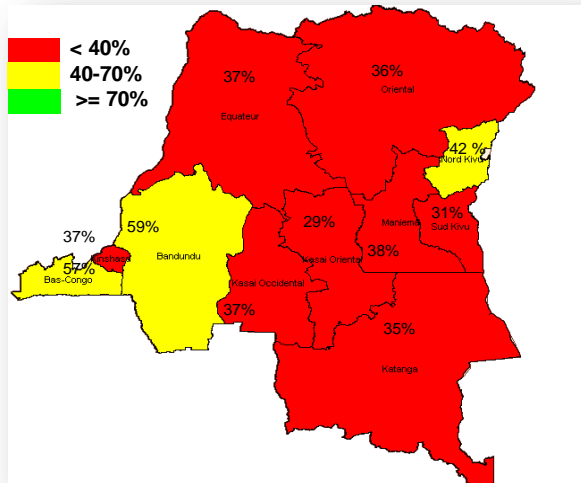 < 40%
40-70%
>= 70%
37%
Equateur
36%
Oriental
42 %
Nord Kivu
59%
Bandundu
37%
Kinshasa
57%
Bas-Congo
29%
Kasai Oriental
Maniema
38%
31%
Sud Kivu
Kasai Occidental
37%
35%
Katanga